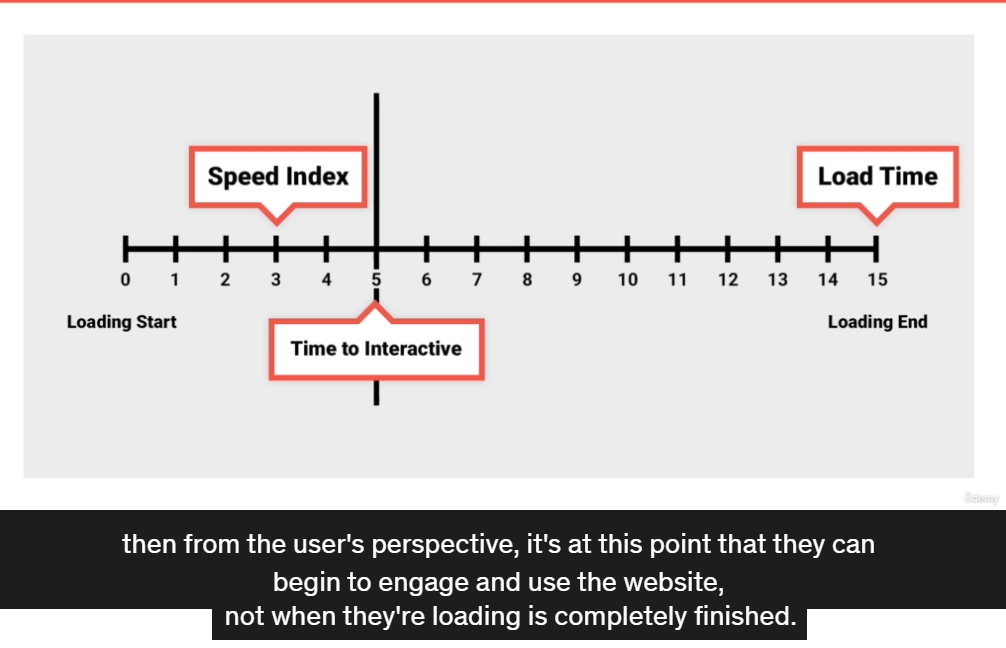 Speed Index
Load Time
0 1 2 3 4 5 6 7 8 9 10 11 12 13 14 15
Loading Start
Loading End
Time to Interactive
Udemy
then from the user's perspective, it's at this point that they can
begin to engage and use the website,
not when they're loading is completely finished.